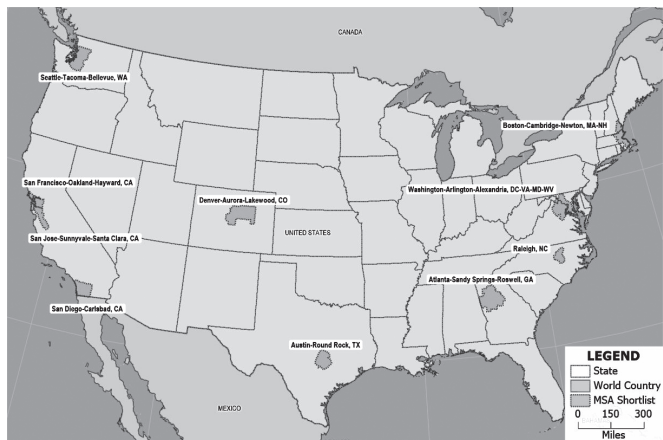 CANADA
Seattle-Tacoma-Bellevue, WA
Boston-Cambridge-Newton, MA-NH
San Francisco-Oakland-Hayward, CA
Denver-Aurora-Lakewood, CO
Washington-Arlington-Alexandria, DC-VA-MD-WV
San Jose-Sunnyvale-Santa Clara, CA
UNITED STATES
Raleigh, NC
Atlanta-Sandy Springs-Roswell, GA
San Diego-Carlsbad, CA
Austin-Round Rock, TX
MEXICO
LEGEND
State
World Country
MSA Shortlist
0 150 300
Miles